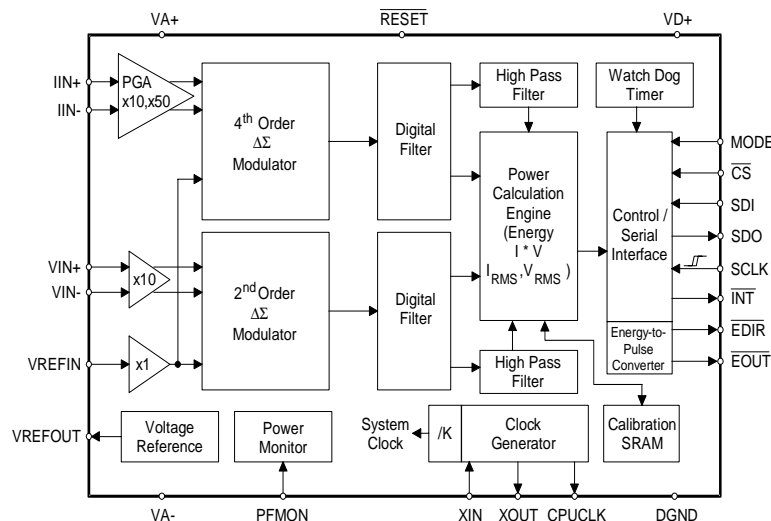 VA+
RESET
VD+
IIN+
IIN-
PGA
x10,x50
4th Order
ΔΣ
Modulator
Digital
Filter
High Pass
Filter
Watch Dog
Timer
Power
Calculation
Engine
(Energy
I * V
IRMS,VRMS )
Control /
Serial
Interface
MODE
CS
SDI
SDO
SCLK
INT
EDIR
EOUT
VIN+
VIN-
x10
2nd Order
ΔΣ
Modulator
Digital
Filter
Energy-to-
Pulse
Converter
VREFIN
x1
High Pass
Filter
VREFOUT
Voltage
Reference
Power
Monitor
System
Clock
/K
Clock
Generator
Calibration
SRAM
VA-
PFMON
XIN
XOUT
CPUCLK
DGND